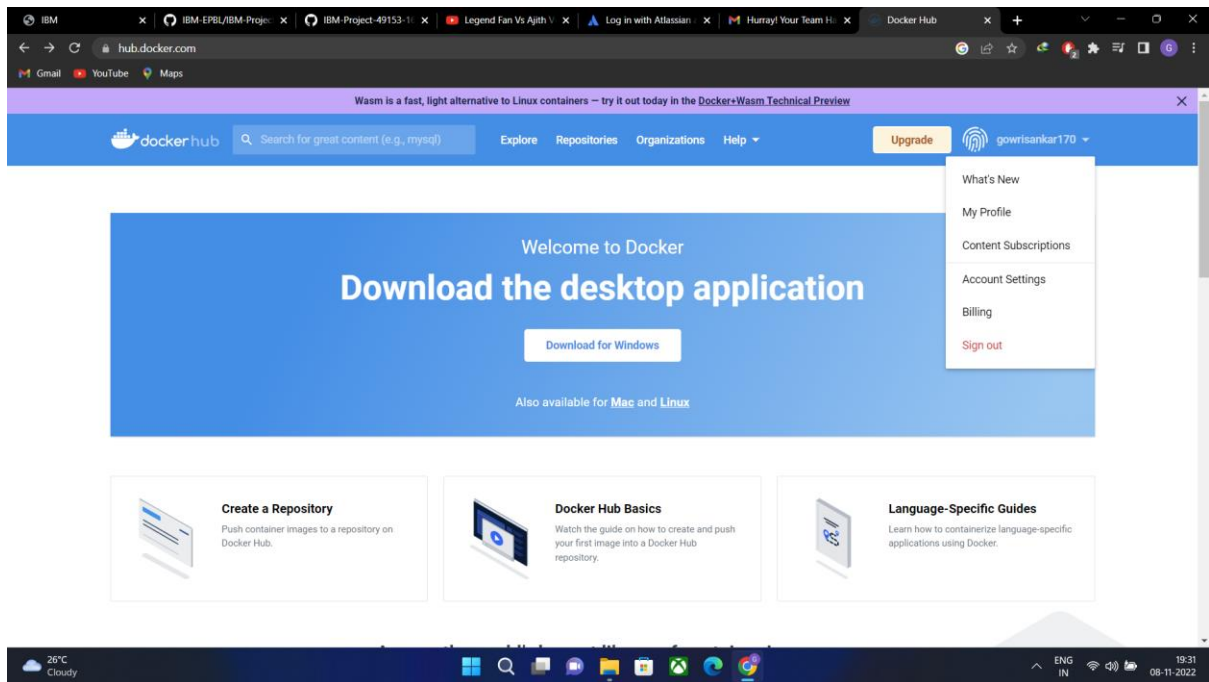 IBM
IBM-EPBL/IBM-Projec
IBM-Project-49153-16
Legend Fan Vs Ajith V
Log in with Atlassian
Hurray! Your Team Ha
Docker Hub
hub.docker.com
G
2
G
Gmail
YouTube
Maps
Wasm is a fast, light alternative to Linux containers — try it out today in the Docker+Wasm Technical Preview
dockerhub
Search for great content (e.g., mysql)
Explore
Repositories
Organizations
Help
Upgrade
gowrisankar170
What's New
My Profile
Content Subscriptions
Account Settings
Billing
Sign out
Welcome to Docker
Download the desktop application
Download for Windows
Also available for Mac and Linux
Create a Repository
Push container images to a repository on
Docker Hub.
Docker Hub Basics
Watch the guide on how to create and push
your first image into a Docker Hub
repository.
Language-Specific Guides
Learn how to containerize language-specific
applications using Docker.
26°C
Cloudy
ENG
IN
19:31
08-11-2022